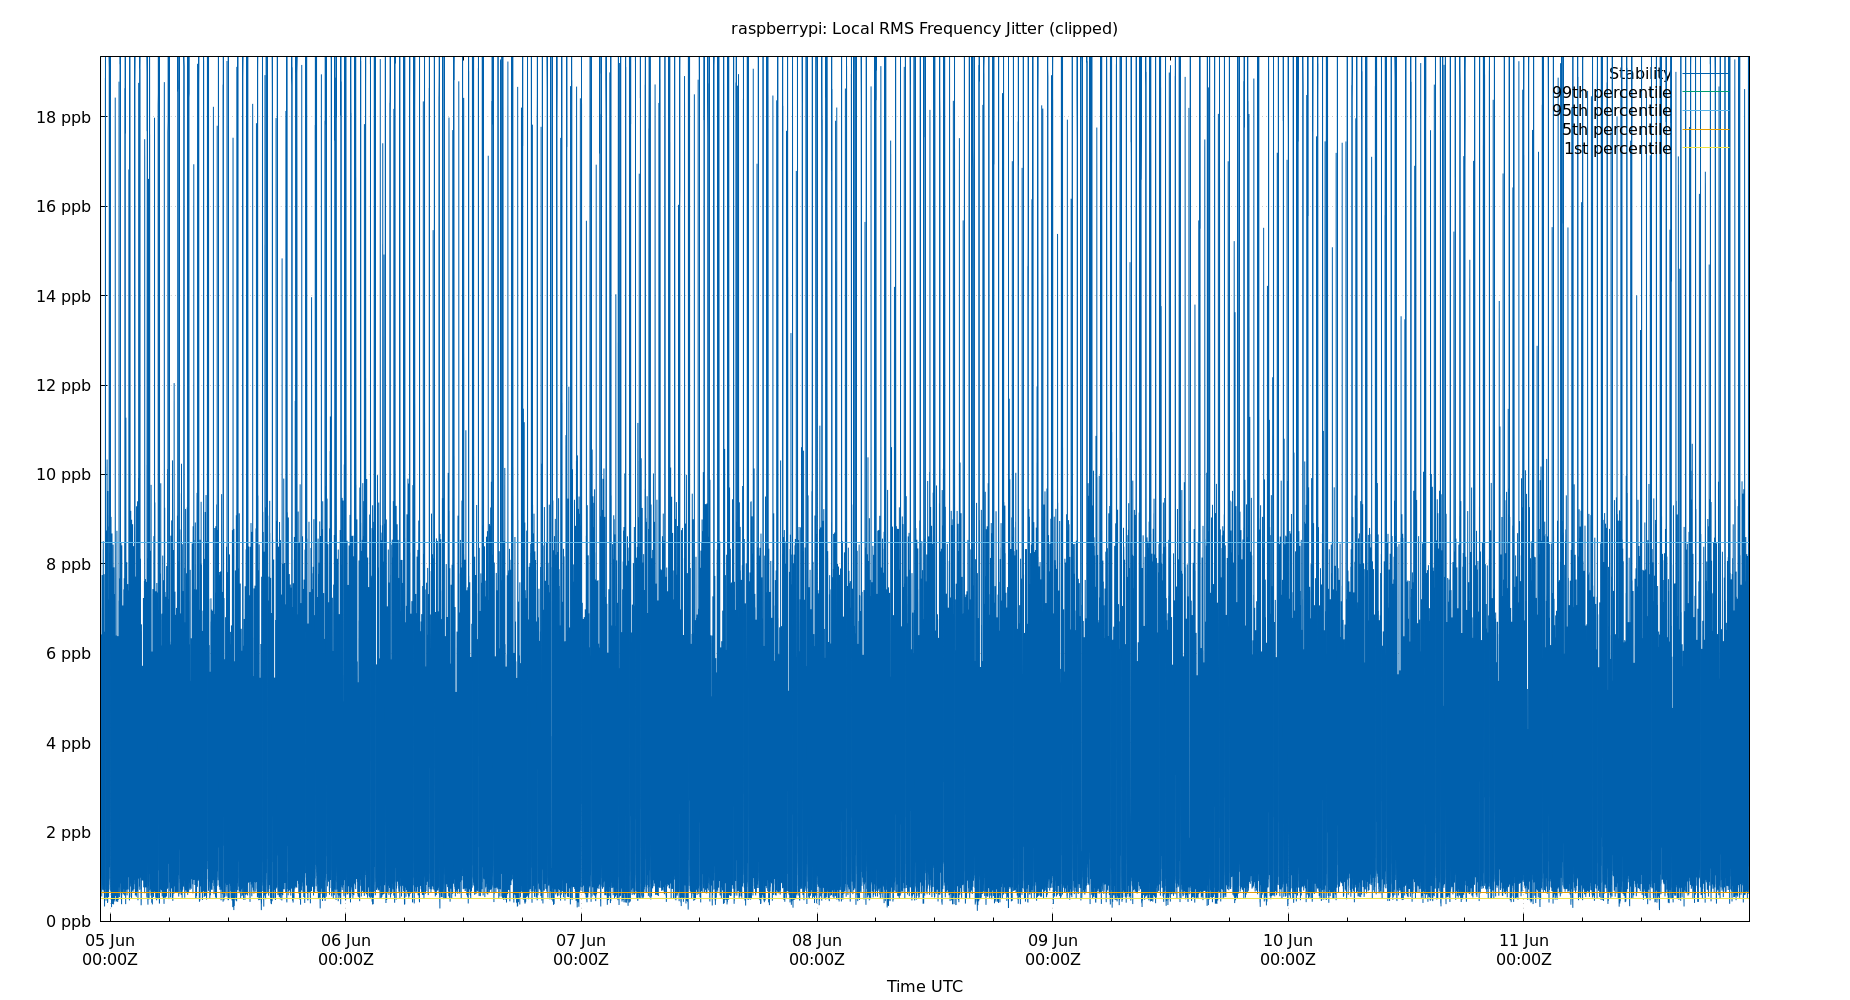 raspberrypi: Local RMS Frequency Jitter (clipped)
Stability
99th percentile
95th percentile
5th percentile
1st percentile
18 ppb
16 ppb
14 ppb
12 ppb
10 ppb
8 ppb
6 ppb
4 ppb
2 ppb
0 ppb
05 Jun 06 Jun 07 Jun 08 Jun 09 Jun 10 Jun 11 Jun
00:00Z 00:00Z 00:00Z 00:00Z 00:00Z 00:00Z 00:00Z
Time UTC